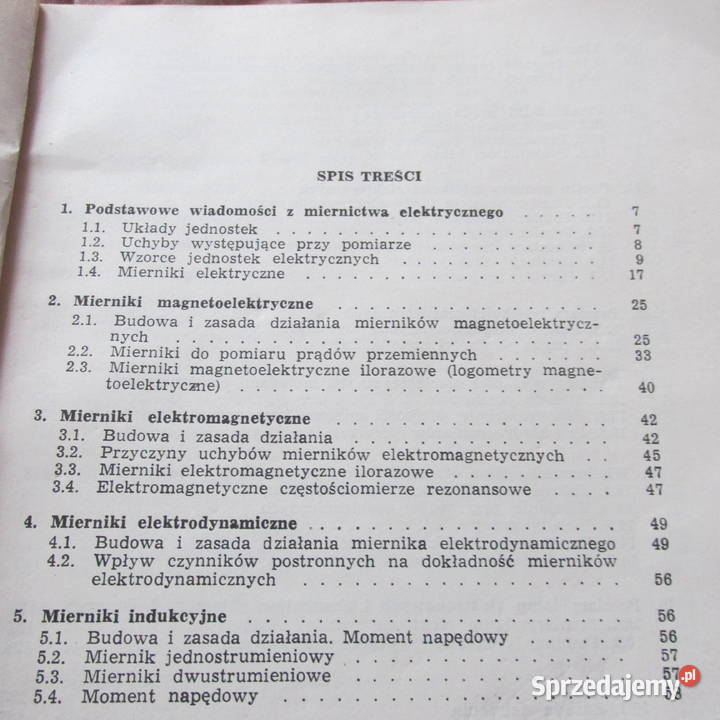 SPIS TREŚCI
1. Podstawowe wiadomości z miernictwa elektrycznego . . . . . 7
1.1. Układy jednostek . . . . . . . . . . . . . . . . 7
1.2. Uchyby występujące przy pomiarze . . . . . . . . . 8
1.3. Wzorce jednostek elektrycznych . . . . . . . . . . 9
1.4. Mierniki elektryczne . . . . . . . . . . . . . . 17
2. Mierniki magnetoelektryczne . . . . . . . . . . . . 25
2.1. Budowa i zasada działania mierników magnetoelektrycz-
nych . . . . . . . . . . . . . . . . . . . . 25
2.2. Mierniki do pomiaru prądów przemiennych . . . . . . 33
2.3. Mierniki magnetoelektryczne ilorazowe (logometry magne-
toelektryczne) . . . . . . . . . . . . . . . . . 40
3. Mierniki elektromagnetyczne . . . . . . . . . . . . 42
3.1. Budowa i zasada działania . . . . . . . . . . . . 42
3.2. Przyczyny uchybów mierników elektromagnetycznych . . 45
3.3. Mierniki elektromagnetyczne ilorazowe . . . . . . . 47
3.4. Elektromagnetyczne częstościomierze rezonansowe . . . . 47
4. Mierniki elektrodynamiczne . . . . . . . . . . . . . 49
4.1. Budowa i zasada działania miernika elektrodynamicznego 49
4.2. Wpływ czynników postronnych na dokładność mierników
elektrodynamicznych . . . . . . . . . . . . . . . 56
5. Mierniki indukcyjne . . . . . . . . . . . . . . . . 56
5.1. Budowa i zasada działania. Moment napędowy . . . . . 56
5.2. Miernik jednostrumieniowy . . . . . . . . . . . . 57
5.3. Mierniki dwustrumieniowe . . . . . . . . . . . . 57
5.4. Moment napędowy . . . . . . . . . . . . . . . 58
Sprzedajemy.pl